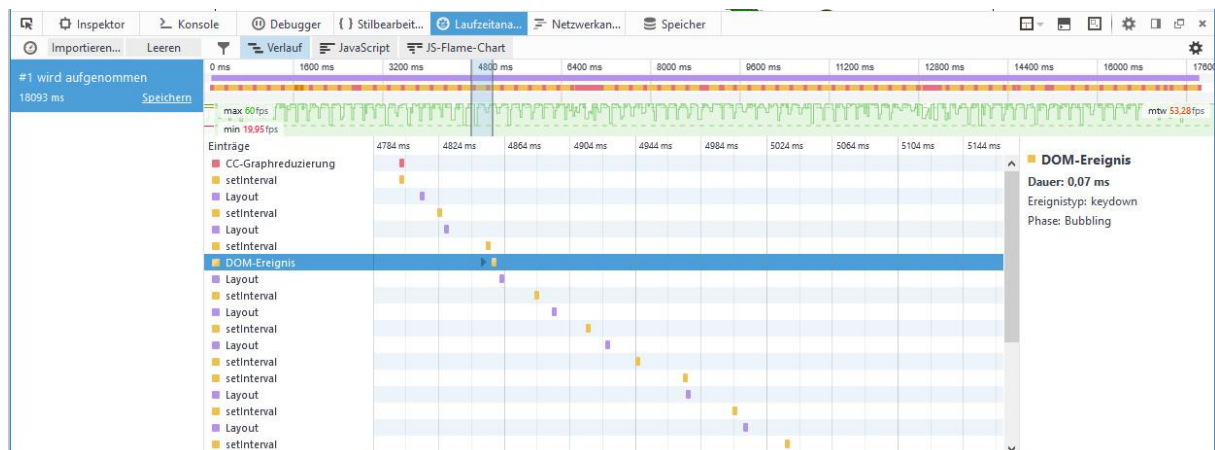 Inspektor Konsole Debugger { } Stilbearbeit... Laufzeitana... Netzwerkan... Speicher
Importieren... Leeren Verlauf JavaScript JS-Flame-Chart
#1 wird aufgenommen
18093 ms Speichern
0 ms 1600 ms 3200 ms 4800 ms 6400 ms 8000 ms 9600 ms 11200 ms 12800 ms 14400 ms 16000 ms 17600
max 60fps
mtw 53,28fps
min 19,95fps
Einträge 4784 ms 4824 ms 4864 ms 4904 ms 4944 ms 4984 ms 5024 ms 5064 ms 5104 ms 5144 ms
CC-Graphreduzierung
setInterval
Layout
setInterval
Layout
setInterval
DOM-Ereignis
Layout
setInterval
Layout
setInterval
Layout
setInterval
setInterval
Layout
setInterval
Layout
setInterval
DOM-Ereignis
Dauer: 0,07 ms
Ereignistyp: keydown
Phase: Bubbling